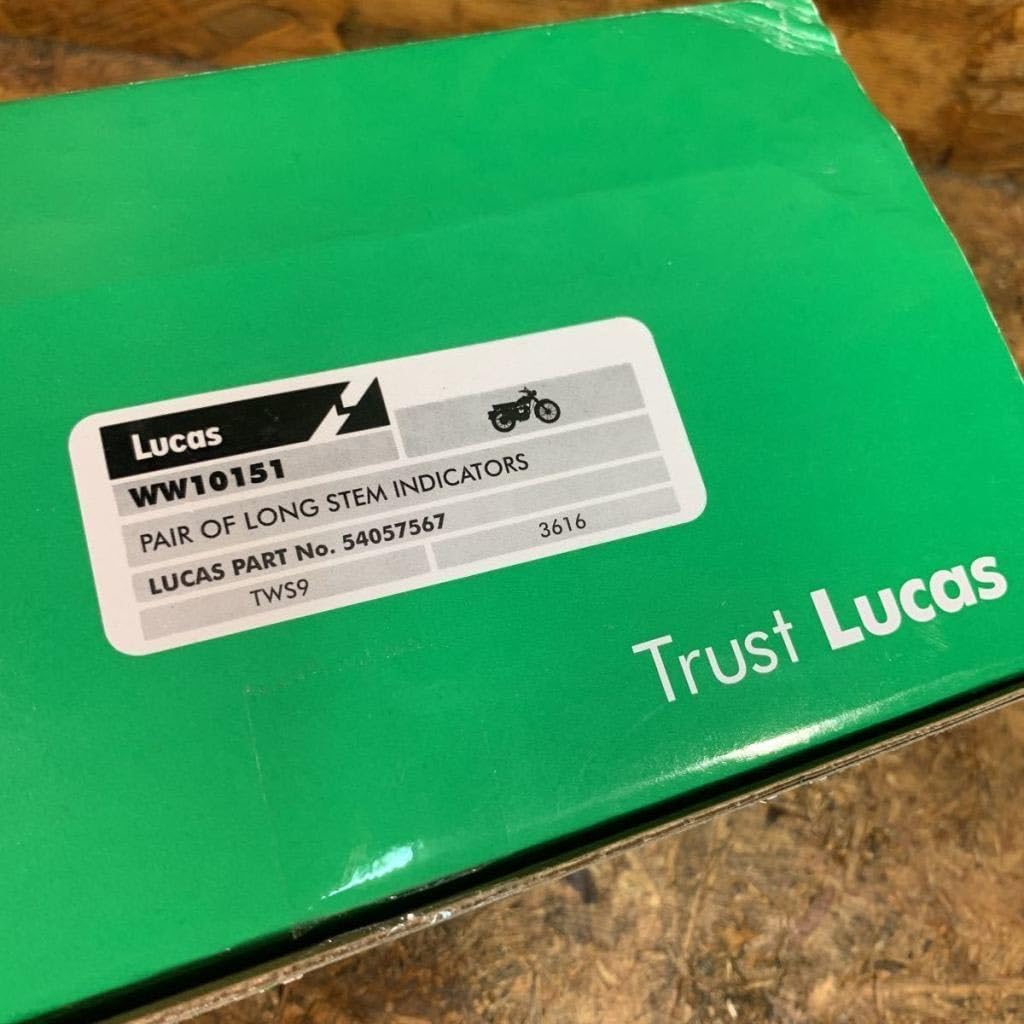 Lucas
WW10151
PAIR OF LONG STEM INDICATORS
LUCAS PART No. 54057567
TWS9 3616
Trust Lucas